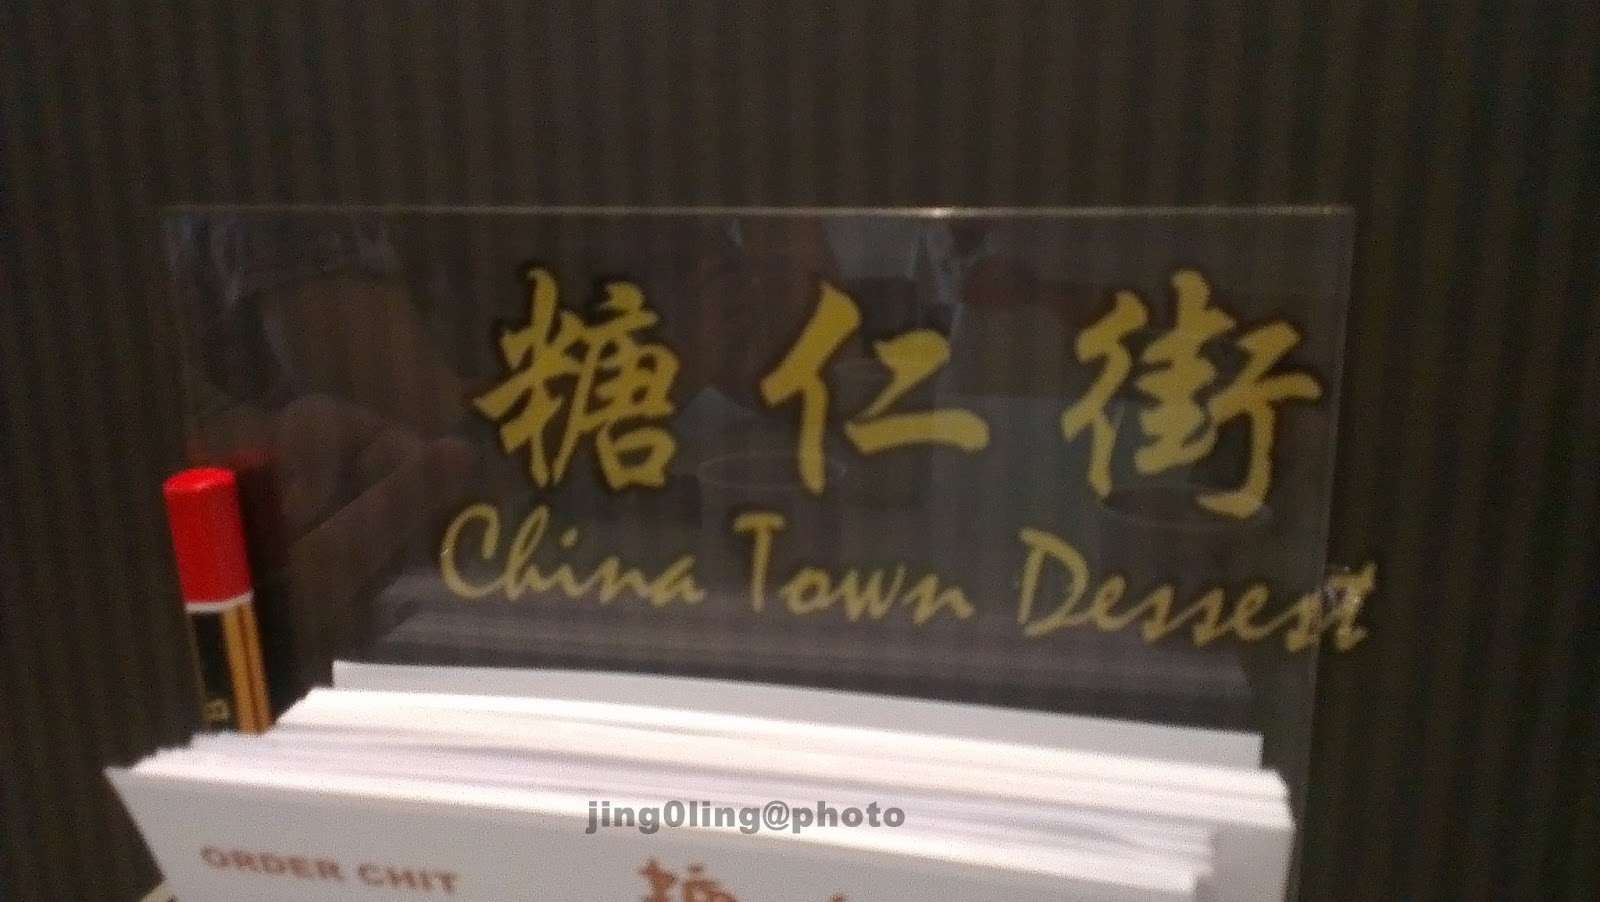 糖仁街
China Town Dessert
jing0ling@photo
ORDER CHIT